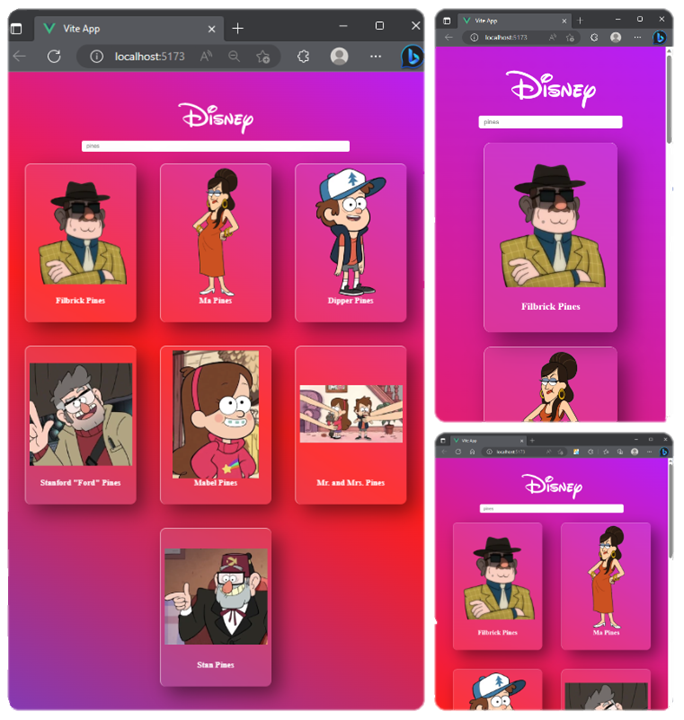 Vite App
localhost:5173
Disney
pines
Filbrick Pines
Ma Pines
Dipper Pines
Stanford "Ford" Pines
Mabel Pines
Mr. and Mrs. Pines
Stan Pines
Vite App
localhost:5173
Disney
pines
Filbrick Pines
Vite App
localhost:5173
Disney
pines
Filbrick Pines
Ma Pines